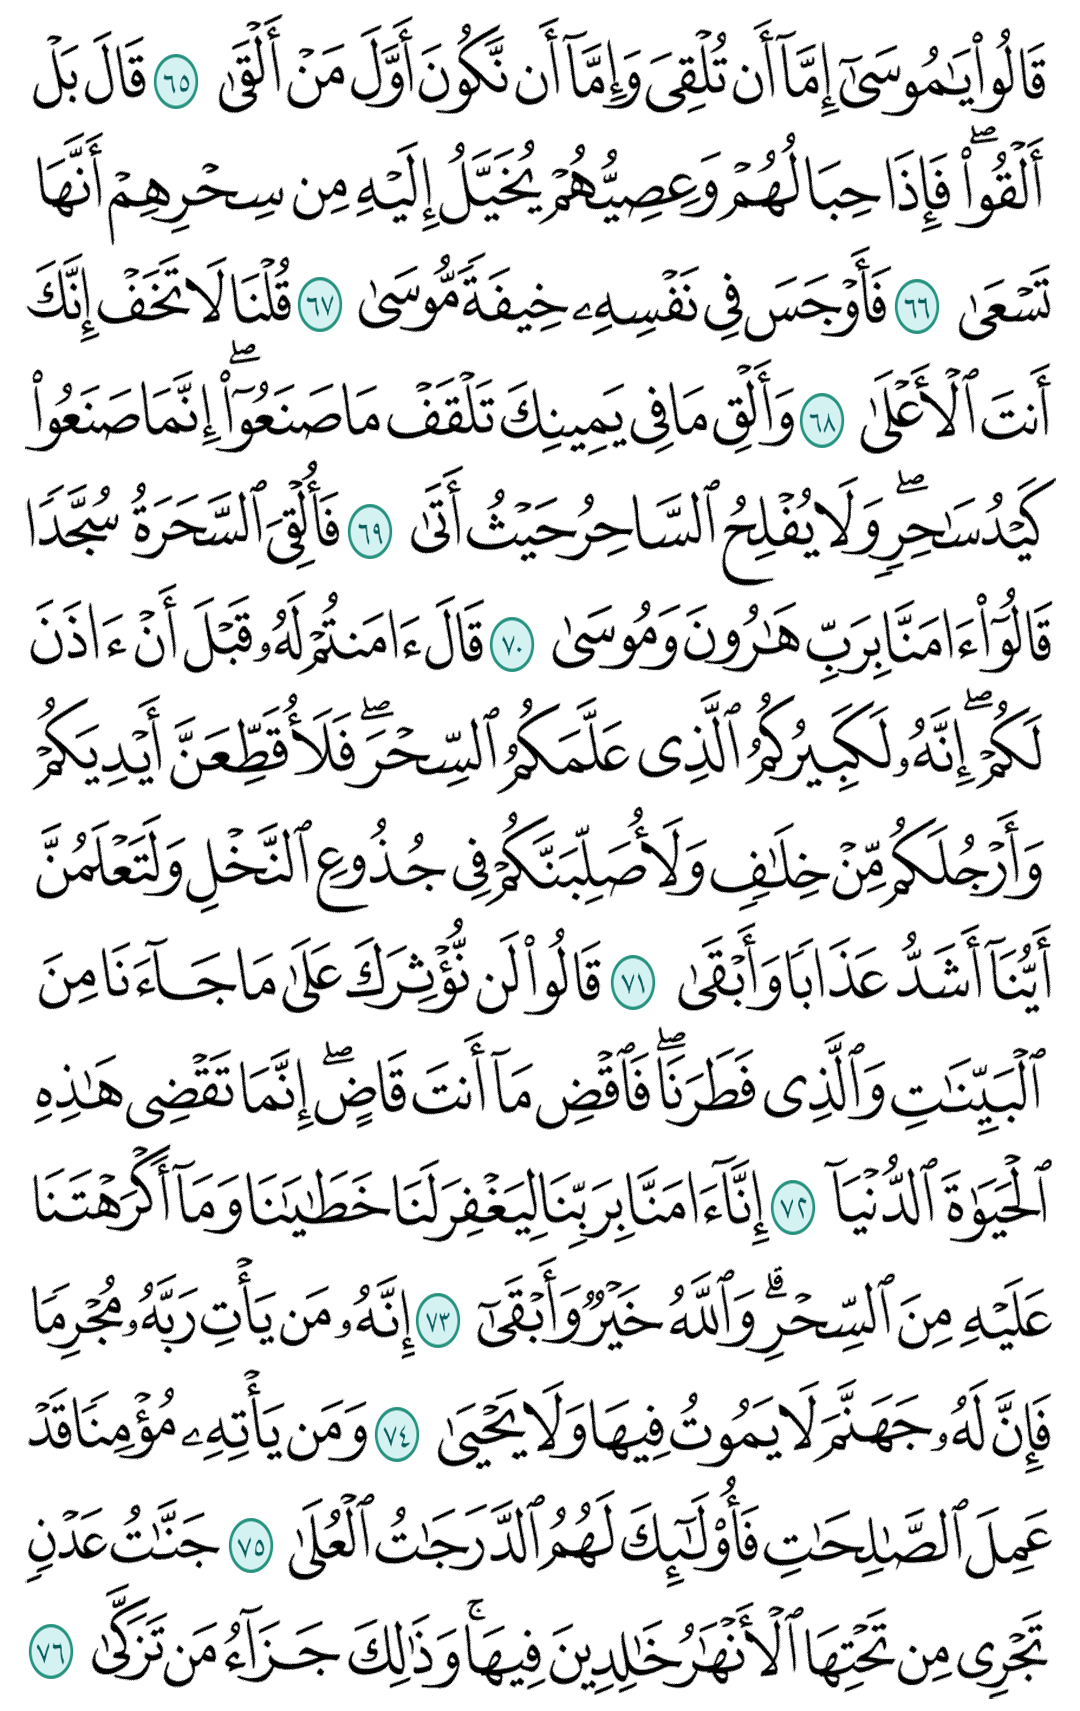 قَالُواْ يَٰمُوسَىٰٓ إِمَّآ أَن تُلۡقِيَ وَإِمَّآ أَن نَّكُونَ أَوَّلَ مَنۡ أَلۡقَىٰ ٦٥ قَالَ بَلۡ
أَلۡقُواْۖ فَإِذَا حِبَالُهُمۡ وَعِصِيُّهُمۡ يُخَيَّلُ إِلَيۡهِ مِن سِحۡرِهِمۡ أَنَّهَا
تَسۡعَىٰ ٦٦ فَأَوۡجَسَ فِي نَفۡسِهِۦ خِيفَةٗ مُّوسَىٰ ٦٧ قُلۡنَا لَا تَخَفۡ إِنَّكَ
أَنتَ ٱلۡأَعۡلَىٰ ٦٨ وَأَلۡقِ مَا فِي يَمِينِكَ تَلۡقَفۡ مَا صَنَعُوٓاْۖ إِنَّمَا صَنَعُواْ
كَيۡدُ سَٰحِرٖۖ وَلَا يُفۡلِحُ ٱلسَّاحِرُ حَيۡثُ أَتَىٰ ٦٩ فَأُلۡقِيَ ٱلسَّحَرَةُ سُجَّدٗا
قَالُوٓاْ ءَامَنَّا بِرَبِّ هَٰرُونَ وَمُوسَىٰ ٧٠ قَالَ ءَامَنتُمۡ لَهُۥ قَبۡلَ أَنۡ ءَاذَنَ
لَكُمۡۖ إِنَّهُۥ لَكَبِيرُكُمُ ٱلَّذِي عَلَّمَكُمُ ٱلسِّحۡرَۖ فَلَأُقَطِّعَنَّ أَيۡدِيَكُمۡ
وَأَرۡجُلَكُم مِّنۡ خِلَٰفٖ وَلَأُصَلِّبَنَّكُمۡ فِي جُذُوعِ ٱلنَّخۡلِ وَلَتَعۡلَمُنَّ
أَيُّنَآ أَشَدُّ عَذَابٗا وَأَبۡقَىٰ ٧١ قَالُواْ لَن نُّؤۡثِرَكَ عَلَىٰ مَا جَآءَنَا مِنَ
ٱلۡبَيِّنَٰتِ وَٱلَّذِي فَطَرَنَاۖ فَٱقۡضِ مَآ أَنتَ قَاضٍۖ إِنَّمَا تَقۡضِي هَٰذِهِ
ٱلۡحَيَوٰةَ ٱلدُّنۡيَآ ٧٢ إِنَّآ ءَامَنَّا بِرَبِّنَا لِيَغۡفِرَ لَنَا خَطَٰيَٰنَا وَمَآ أَكۡرَهۡتَنَا
عَلَيۡهِ مِنَ ٱلسِّحۡرِۗ وَٱللَّهُ خَيۡرٞ وَأَبۡقَىٰٓ ٧٣ إِنَّهُۥ مَن يَأۡتِ رَبَّهُۥ مُجۡرِمٗا
فَإِنَّ لَهُۥ جَهَنَّمَ لَا يَمُوتُ فِيهَا وَلَا يَحۡيَىٰ ٧٤ وَمَن يَأۡتِهِۦ مُؤۡمِنٗا قَدۡ
عَمِلَ ٱلصَّٰلِحَٰتِ فَأُوْلَٰٓئِكَ لَهُمُ ٱلدَّرَجَٰتُ ٱلۡعُلَىٰ ٧٥ جَنَّٰتُ عَدۡنٖ
تَجۡرِي مِن تَحۡتِهَا ٱلۡأَنۡهَٰرُ خَٰلِدِينَ فِيهَاۚ وَذَٰلِكَ جَزَآءُ مَن تَزَكَّىٰ ٧٦